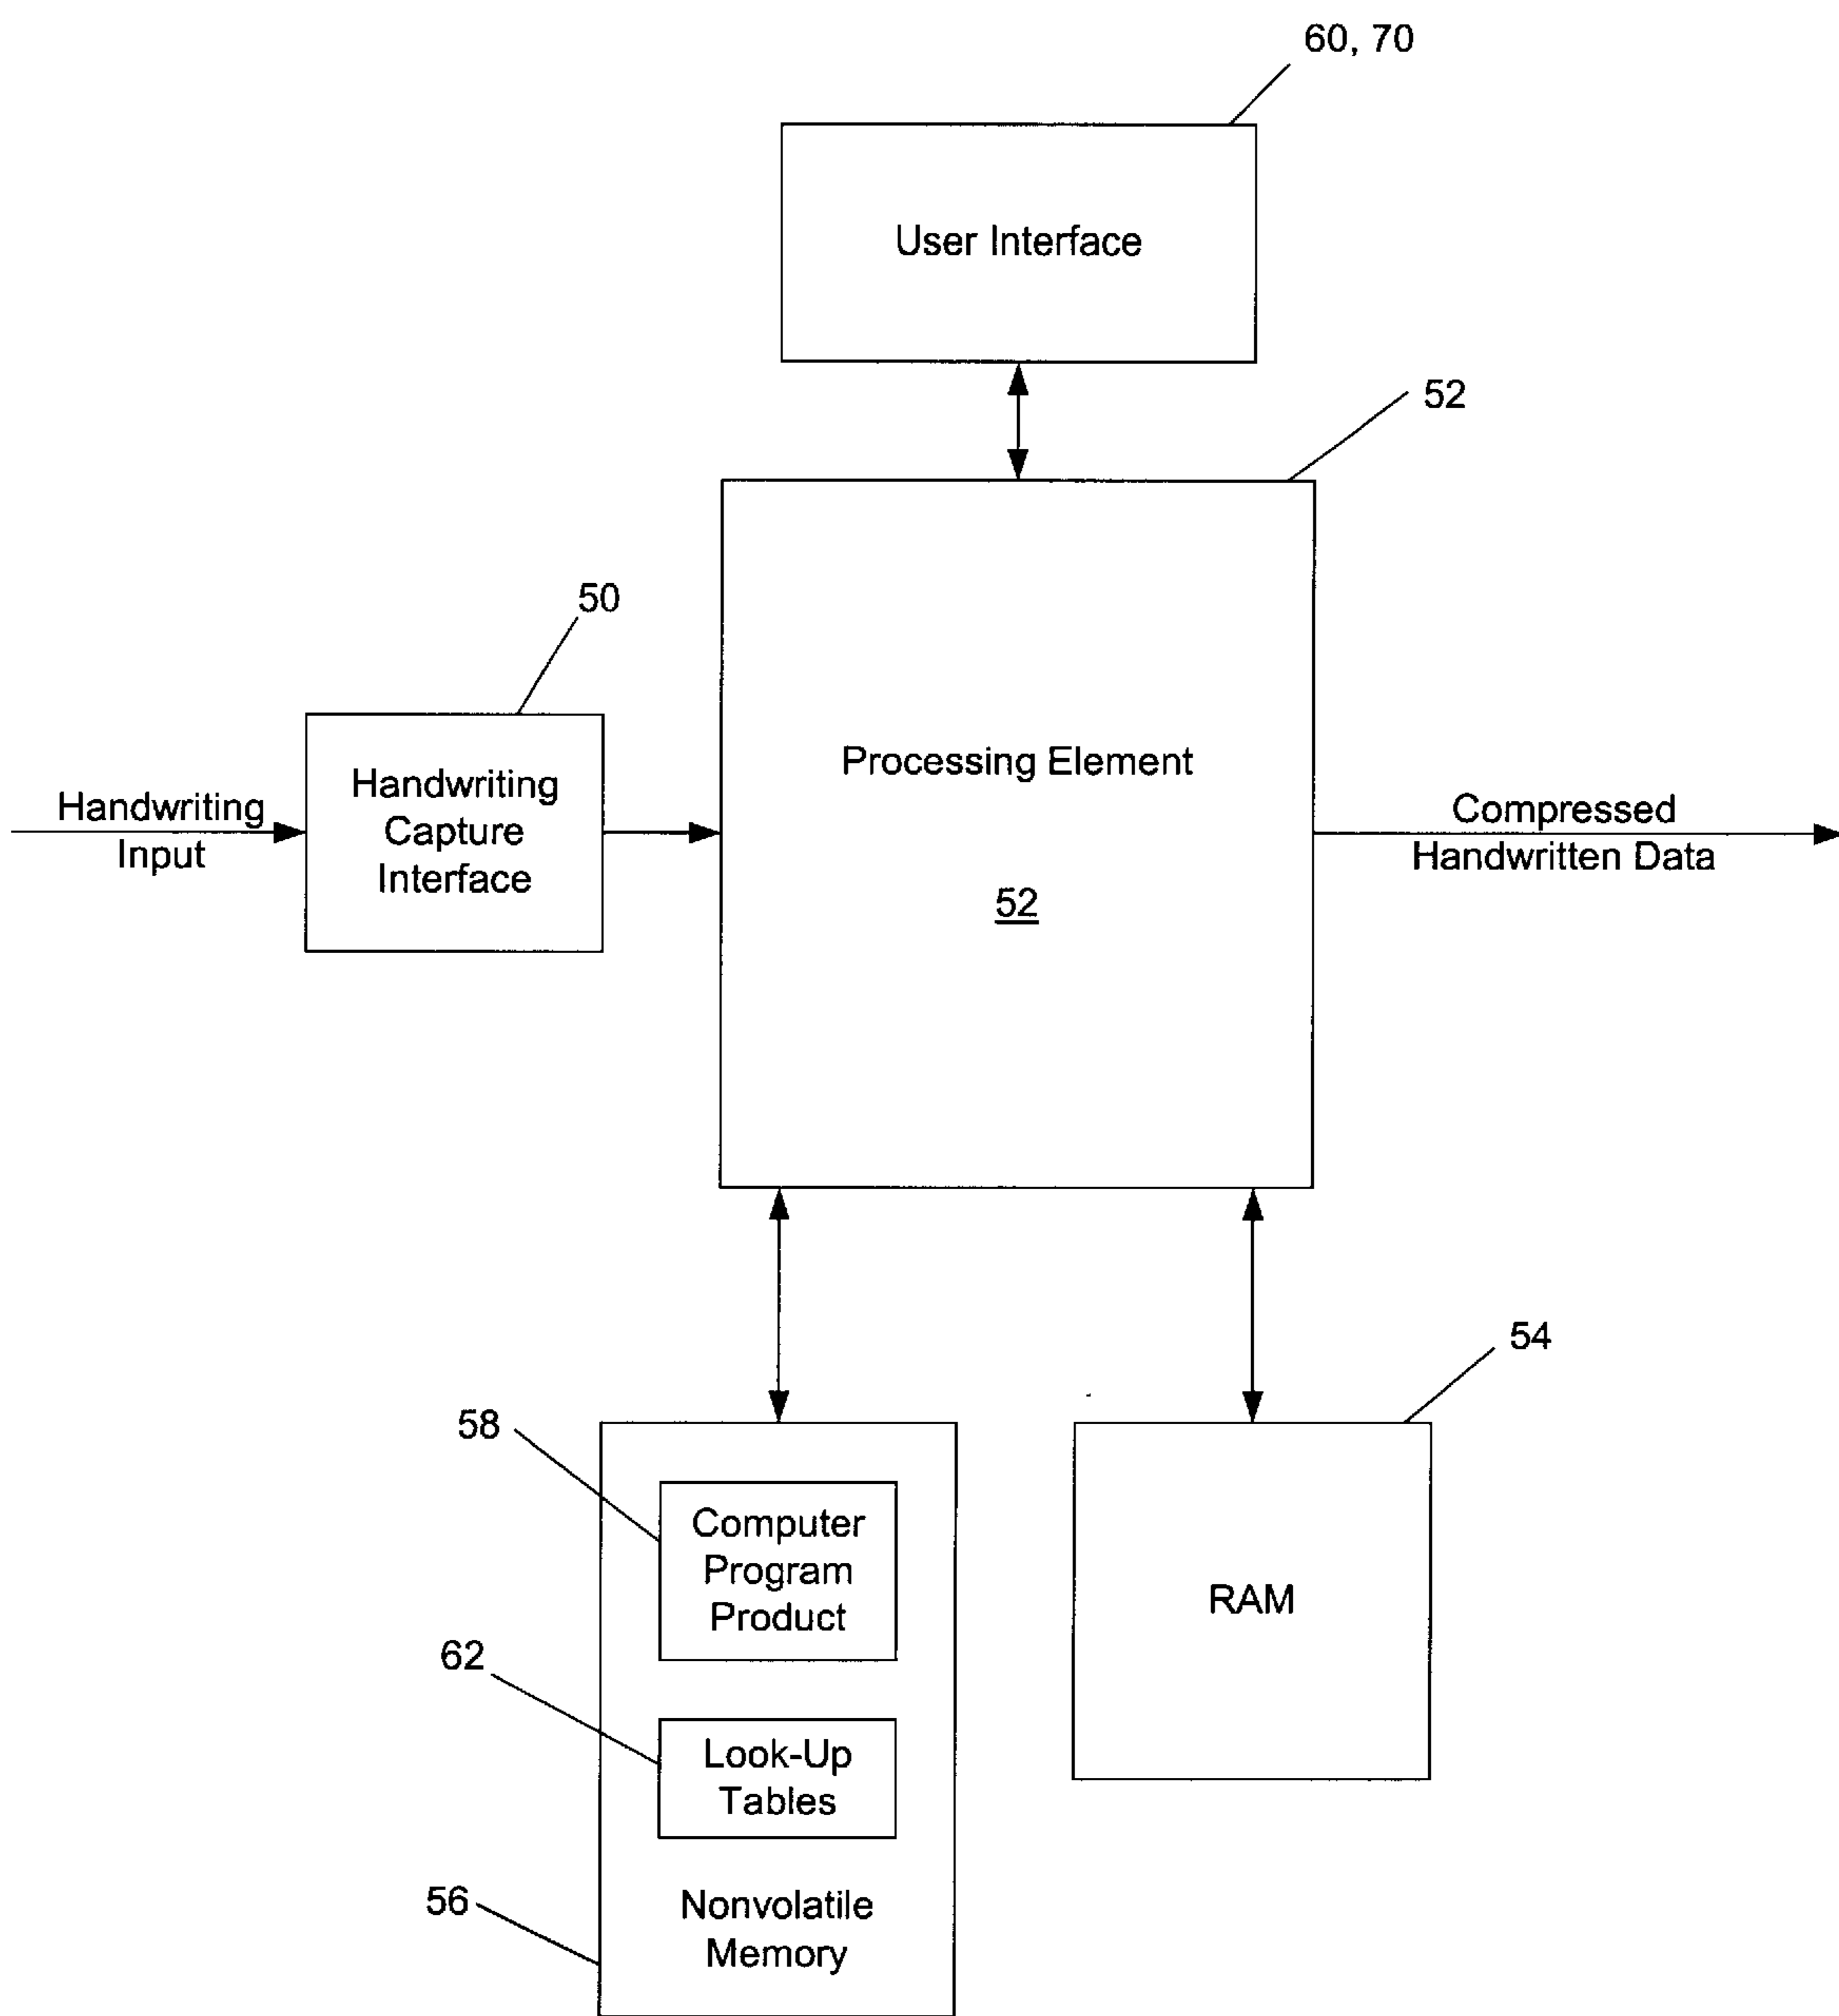 60, 70
User Interface
52
50
Processing Element
52
Handwriting
Capture
Interface
Handwriting
Input
Compressed
Handwritten Data
54
58
Computer
Program
Product
RAM
62
Look-Up
Tables
56
Nonvolatile
Memory